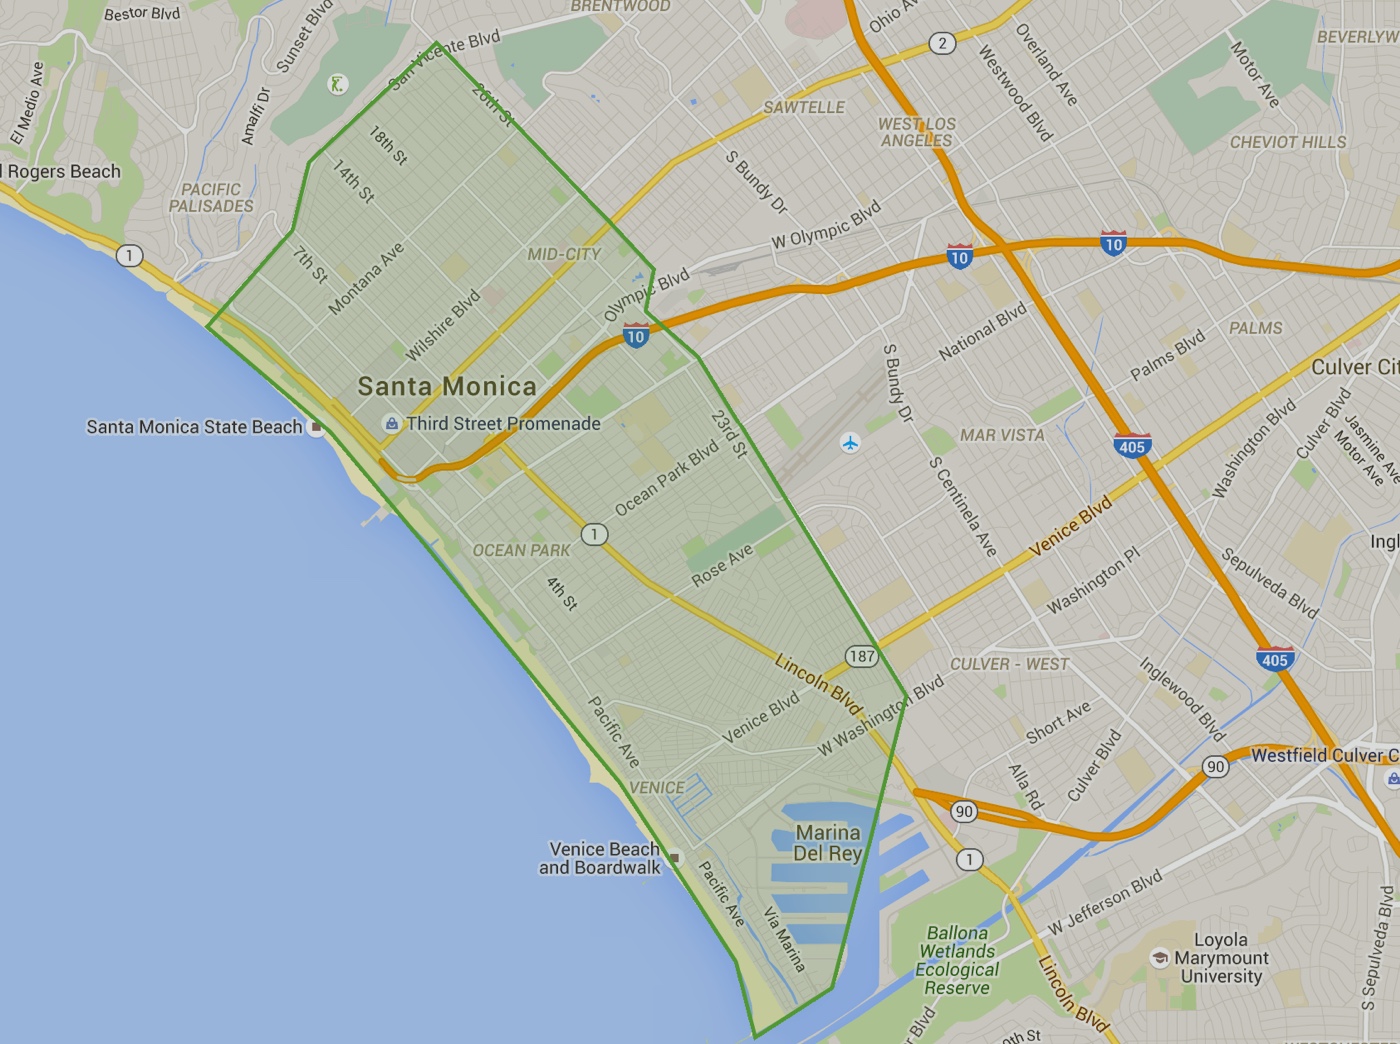 Bestor Blvd
BRENTWOOD
Ohio Av
Sunset Blvd
San Vicente Blvd
2
Overland Ave
BEVERLYW
Westwood Blvd
Motor Ave
El Medio Ave
Amalfi Dr
26th St
SAWTELLE
WEST LOS
ANGELES
CHEVIOT HILLS
18th St
14th St
S Bundy Dr
l Rogers Beach
PACIFIC
PALISADES
W Olympic Blvd
1
7th St
Montana Ave
MID-CITY
10
10
Olympic Blvd
Wilshire Blvd
10
National Blvd
PALMS
Palms Blvd
Culver Cit
Santa Monica
S Bundy Dr
Santa Monica State Beach
Third Street Promenade
23rd St
MAR VISTA
405
Washington Blvd
Culver Blvd
Jasmine Ave
Motor Ave
Ocean Park Blvd
S Centinela Ave
Venice Blvd
1
OCEAN PARK
Rose Ave
4th St
Washington Pl
Sepulveda Blvd
Ingl
187
405
CULVER - WEST
Lincoln Blvd
Inglewood Blvd
Pacific Ave
Venice Blvd
W Washington Blvd
Short Ave
Culver Blvd
Alla Rd
90
Westfield Culver C
VENICE
90
Marina
Del Rey
1
Venice Beach
and Boardwalk
Pacific Ave
Via Marina
W Jefferson Blvd
Ballona
Wetlands
Ecological
Reserve
Loyola
Marymount
University
Lincoln Blvd
S Sepulveda Blvd
r Blvd
0th St